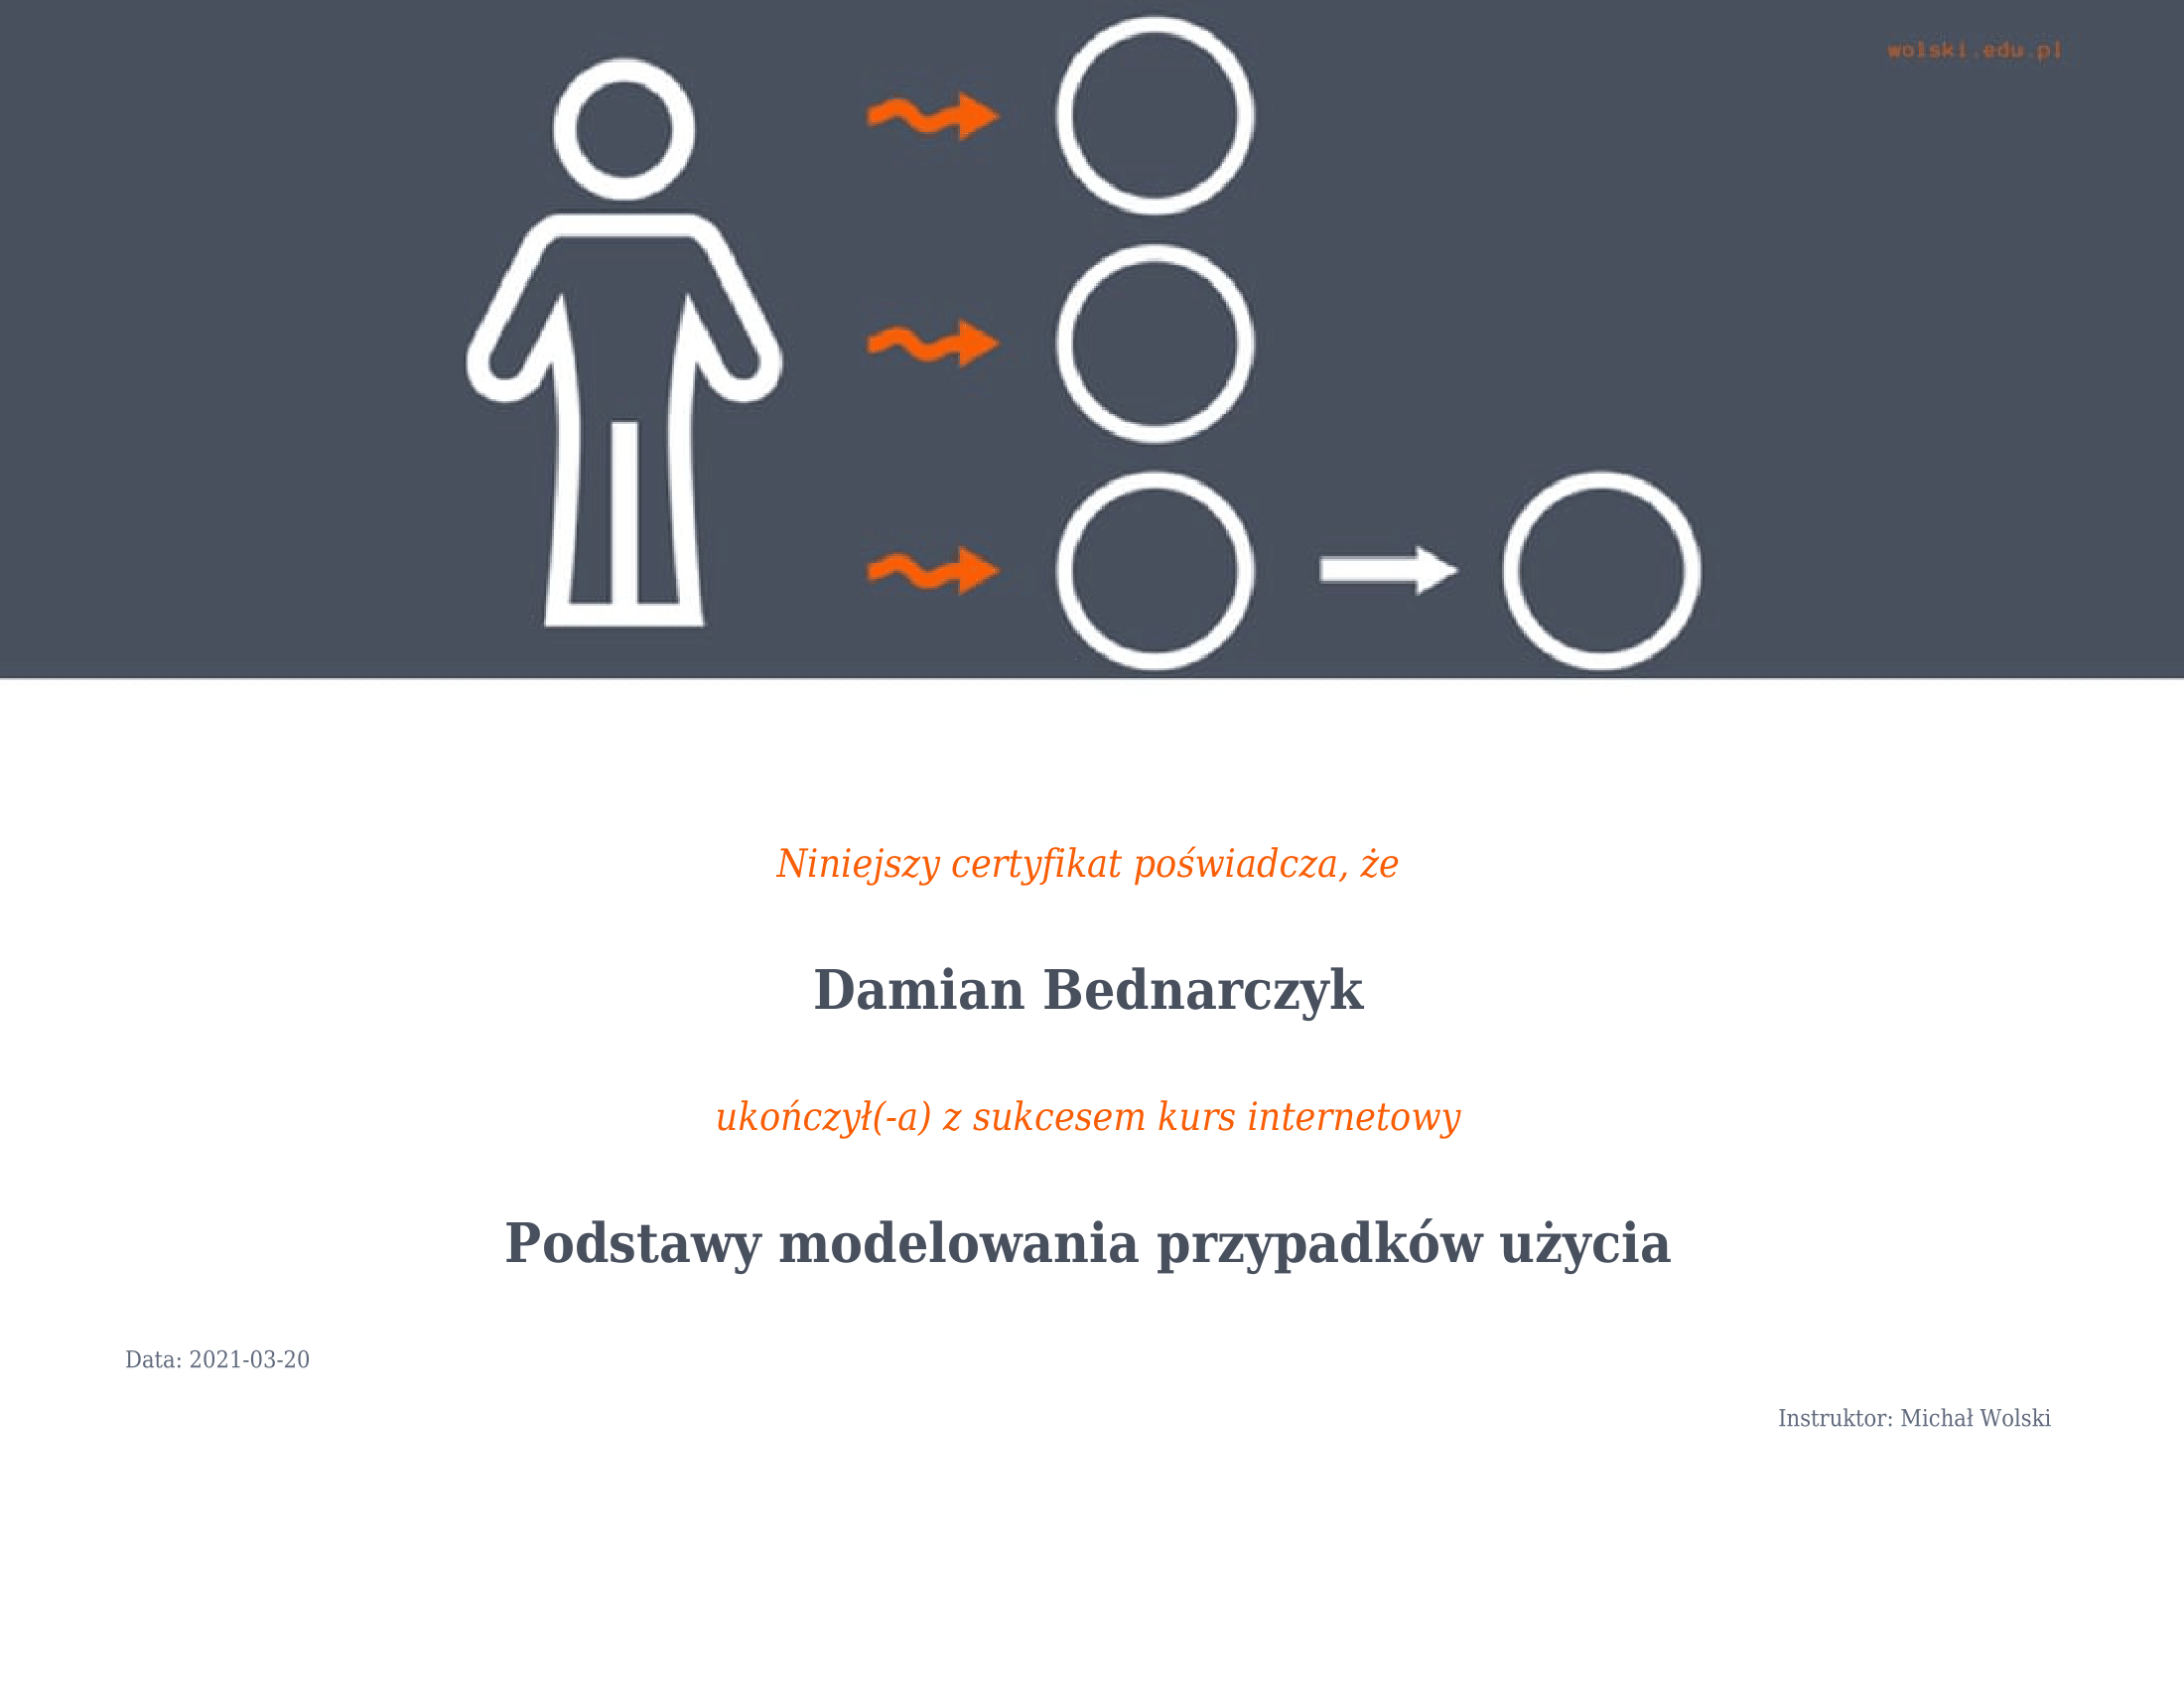 wolski.edu.pl
Niniejszy certyfikat poświadcza, że
Damian Bednarczyk
ukończył(-a) z sukcesem kurs internetowy
Podstawy modelowania przypadków użycia
Data: 2021-03-20
Instruktor: Michał Wolski